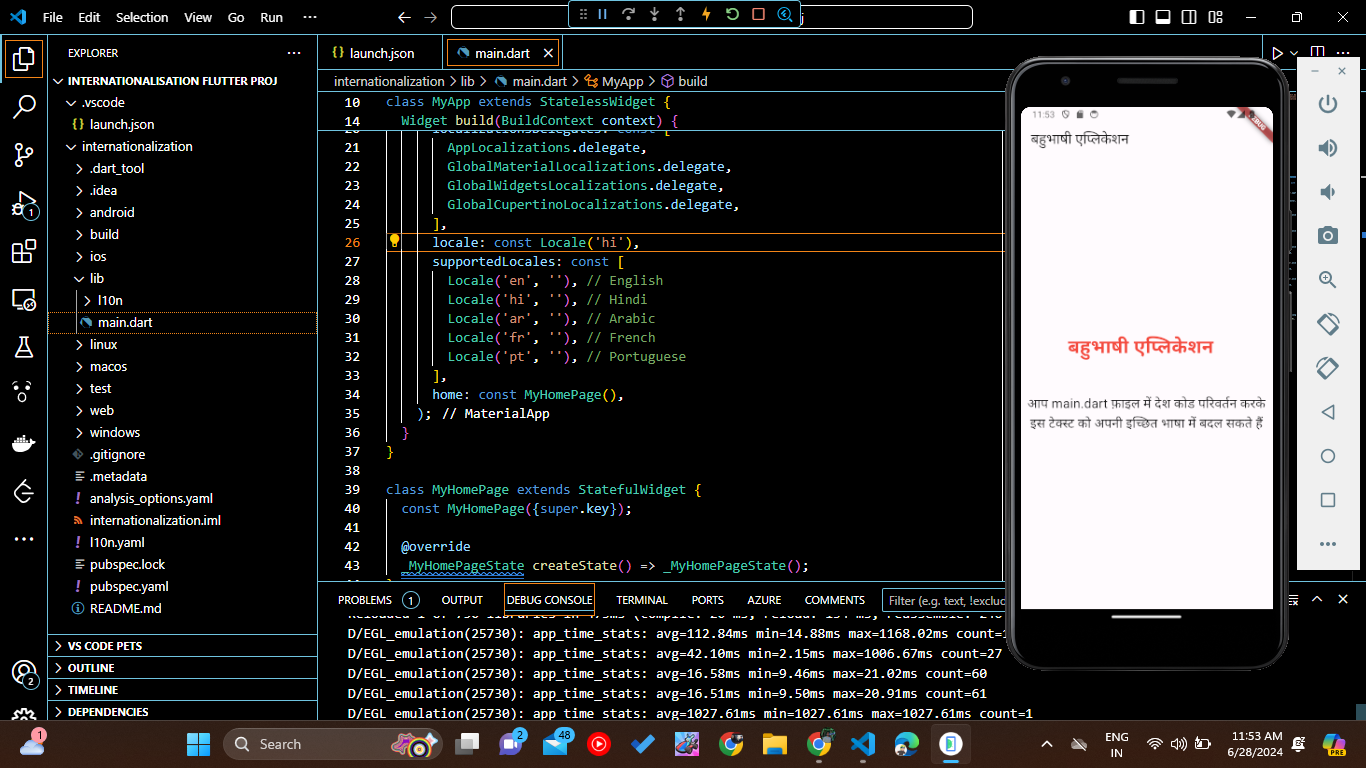 File Edit Selection View Go Run ···
EXPLORER
INTERNATIONALISATION FLUTTER PROJ
.vscode
launch.json
internationalization
.dart_tool
.idea
android
build
ios
lib
l10n
main.dart
linux
macos
test
web
windows
.gitignore
.metadata
analysis_options.yaml
internationalization.iml
l10n.yaml
pubspec.lock
pubspec.yaml
README.md
VS CODE PETS
OUTLINE
TIMELINE
DEPENDENCIES
1
2
launch.json main.dart
internationalization > lib > main.dart > MyApp > build
10 class MyApp extends StatelessWidget {
14 Widget build(BuildContext context) {
21 AppLocalizations.delegate,
22 GlobalMaterialLocalizations.delegate,
23 GlobalWidgetsLocalizations.delegate,
24 GlobalCupertinoLocalizations.delegate,
25 ],
26 locale: const Locale('hi'),
27 supportedLocales: const [
28 Locale('en', ''), // English
29 Locale('hi', ''), // Hindi
30 Locale('ar', ''), // Arabic
31 Locale('fr', ''), // French
32 Locale('pt', ''), // Portuguese
33 ],
34 home: const MyHomePage(),
35 ); // MaterialApp
36 }
37 }
38
39 class MyHomePage extends StatefulWidget {
40 const MyHomePage({super.key});
41
42 @override
43 _MyHomePageState createState() => _MyHomePageState();
PROBLEMS 1 OUTPUT DEBUG CONSOLE TERMINAL PORTS AZURE COMMENTS Filter (e.g. text, !exclu
D/EGL_emulation(25730): app_time_stats: avg=112.84ms min=14.88ms max=1168.02ms count=1
D/EGL_emulation(25730): app_time_stats: avg=42.10ms min=2.15ms max=1006.67ms count=27
D/EGL_emulation(25730): app_time_stats: avg=16.58ms min=9.46ms max=21.02ms count=60
D/EGL_emulation(25730): app_time_stats: avg=16.51ms min=9.50ms max=20.91ms count=61
D/EGL_emulation(25730): app_time_stats: avg=1027.61ms min=1027.61ms max=1027.61ms count=1
11:53
बहुभाषी एप्लिकेशन
बहुभाषी एप्लिकेशन
आप main.dart फ़ाइल में देश कोड परिवर्तन करके
इस टेक्स्ट को अपनी इच्छित भाषा में बदल सकते हैं
1 Search 2 48
ENG
IN
11:53 AM
6/28/2024
PRE